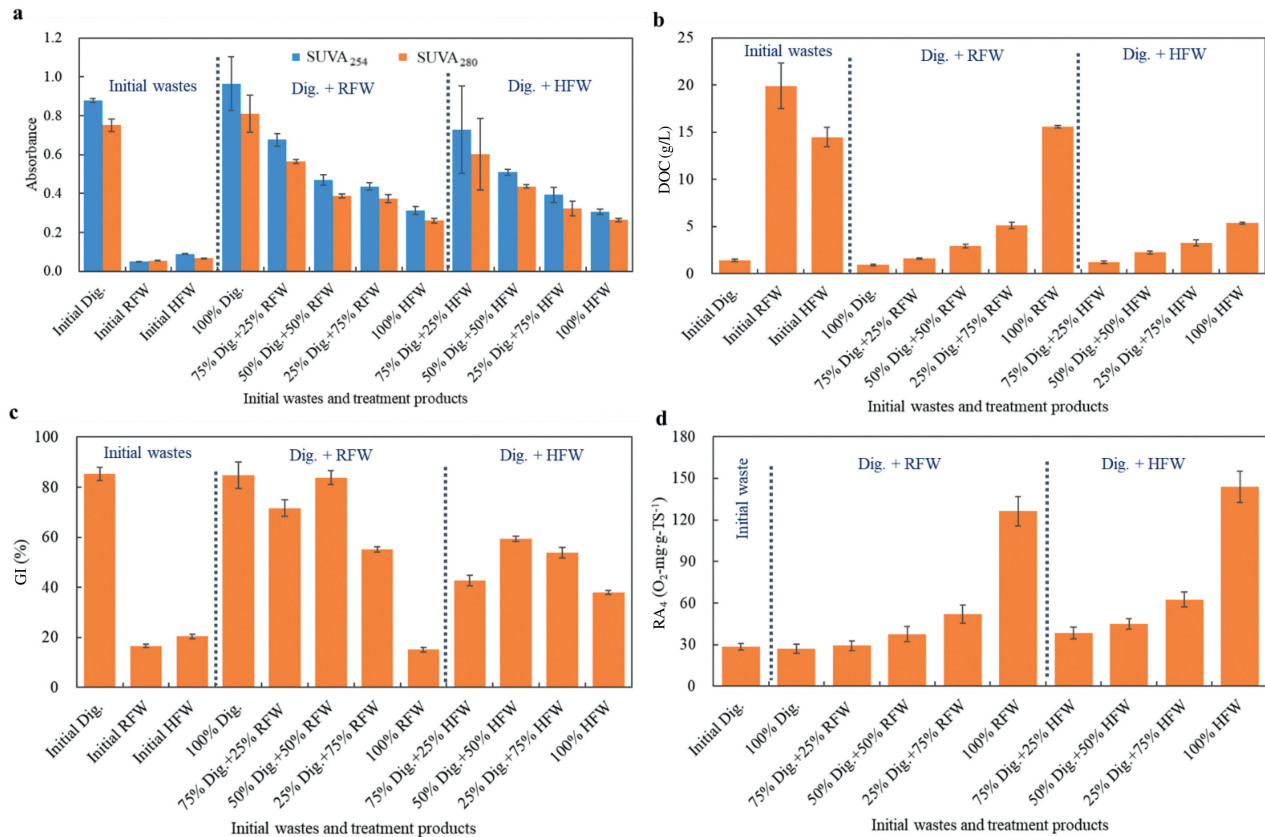 a
SUVA254 SUVA280
Initial wastes
Dig. + RFW
Dig. + HFW
1.2
1.0
0.8
0.6
0.4
0.2
0.0
Absorbance
Initial Dig.
Initial RFW
Initial HFW
100% Dig.
75% Dig.+25% RFW
50% Dig.+50% RFW
25% Dig.+75% RFW
100% HFW
75% Dig.+25% HFW
50% Dig.+50% HFW
25% Dig.+75% HFW
100% HFW
Initial wastes and treatment products
b
Initial wastes
Dig. + RFW
Dig. + HFW
25
20
15
10
5
0
DOC (g/L)
Initial Dig.
Initial RFW
Initial HFW
100% Dig.
75% Dig.+25% RFW
50% Dig.+50% RFW
25% Dig.+75% RFW
100% RFW
75% Dig.+25% HFW
50% Dig.+50% HFW
25% Dig.+75% HFW
100% HFW
Initial wastes and treatment products
c
Initial wastes
Dig. + RFW
Dig. + HFW
100
80
60
40
20
0
GI (%)
Initial Dig.
Initial RFW
Initial HFW
100% Dig.
75% Dig.+25% RFW
50% Dig.+50% RFW
25% Dig.+75% RFW
100% RFW
75% Dig.+25% HFW
50% Dig.+50% HFW
25% Dig.+75% HFW
100% HFW
Initial wastes and treatment products
d
Initial waste
Dig. + RFW
Dig. + HFW
180
150
120
90
60
30
0
RA4 (O2-mg·g-TS-1)
Initial Dig.
100% Dig.
75% Dig.+25% RFW
50% Dig.+50% RFW
25% Dig.+75% RFW
100% RFW
75% Dig.+25% HFW
50% Dig.+50% HFW
25% Dig.+75% HFW
100% HFW
Initial wastes and treatment products